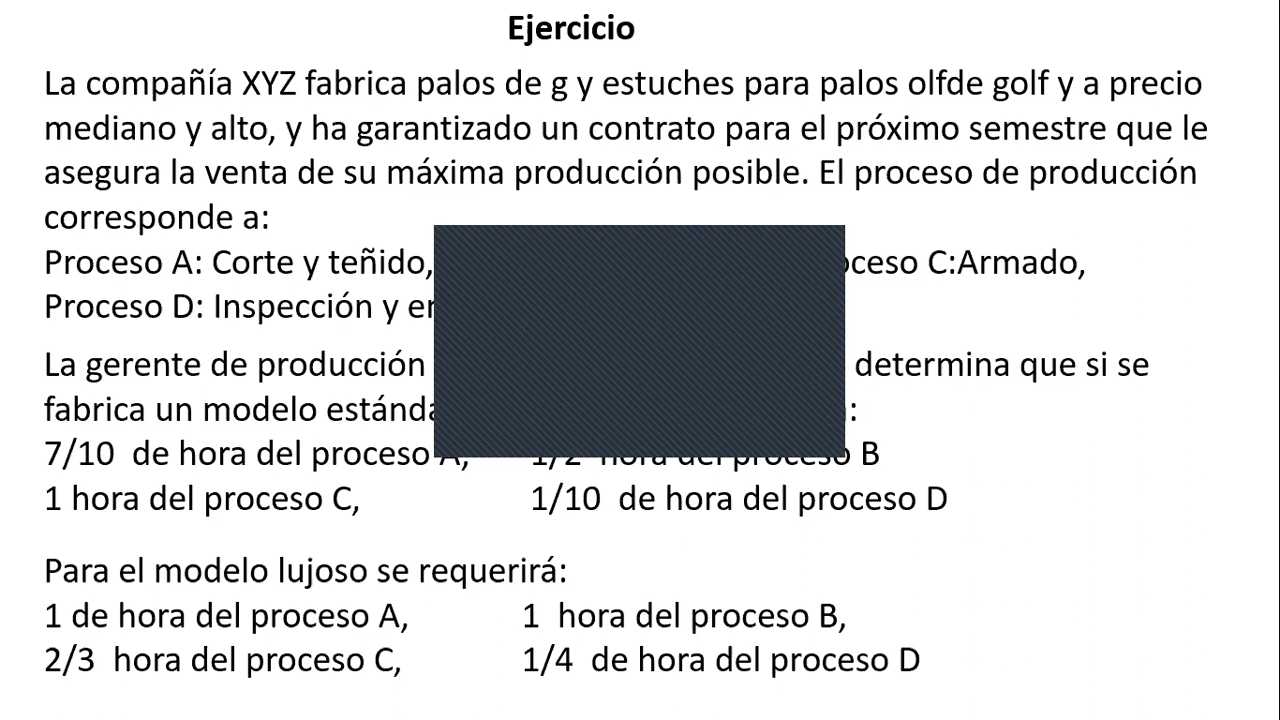 Ejercicio
La compañía XYZ fabrica palos de g y estuches para palos olfde golf y a precio
mediano y alto, y ha garantizado un contrato para el próximo semestre que le
asegura la venta de su máxima producción posible. El proceso de producción
corresponde a:
Proceso A: Corte y teñido, C:Armado,
Proceso D: Inspección y
La gerente de producción determina que si se
fabrica un modelo :
7/10 de hora del proceso A, 1/2 hora del proceso B
1 hora del proceso C, 1/10 de hora del proceso D
Para el modelo lujoso se requerirá:
1 de hora del proceso A, 1 hora del proceso B,
2/3 hora del proceso C, 1/4 de hora del proceso D